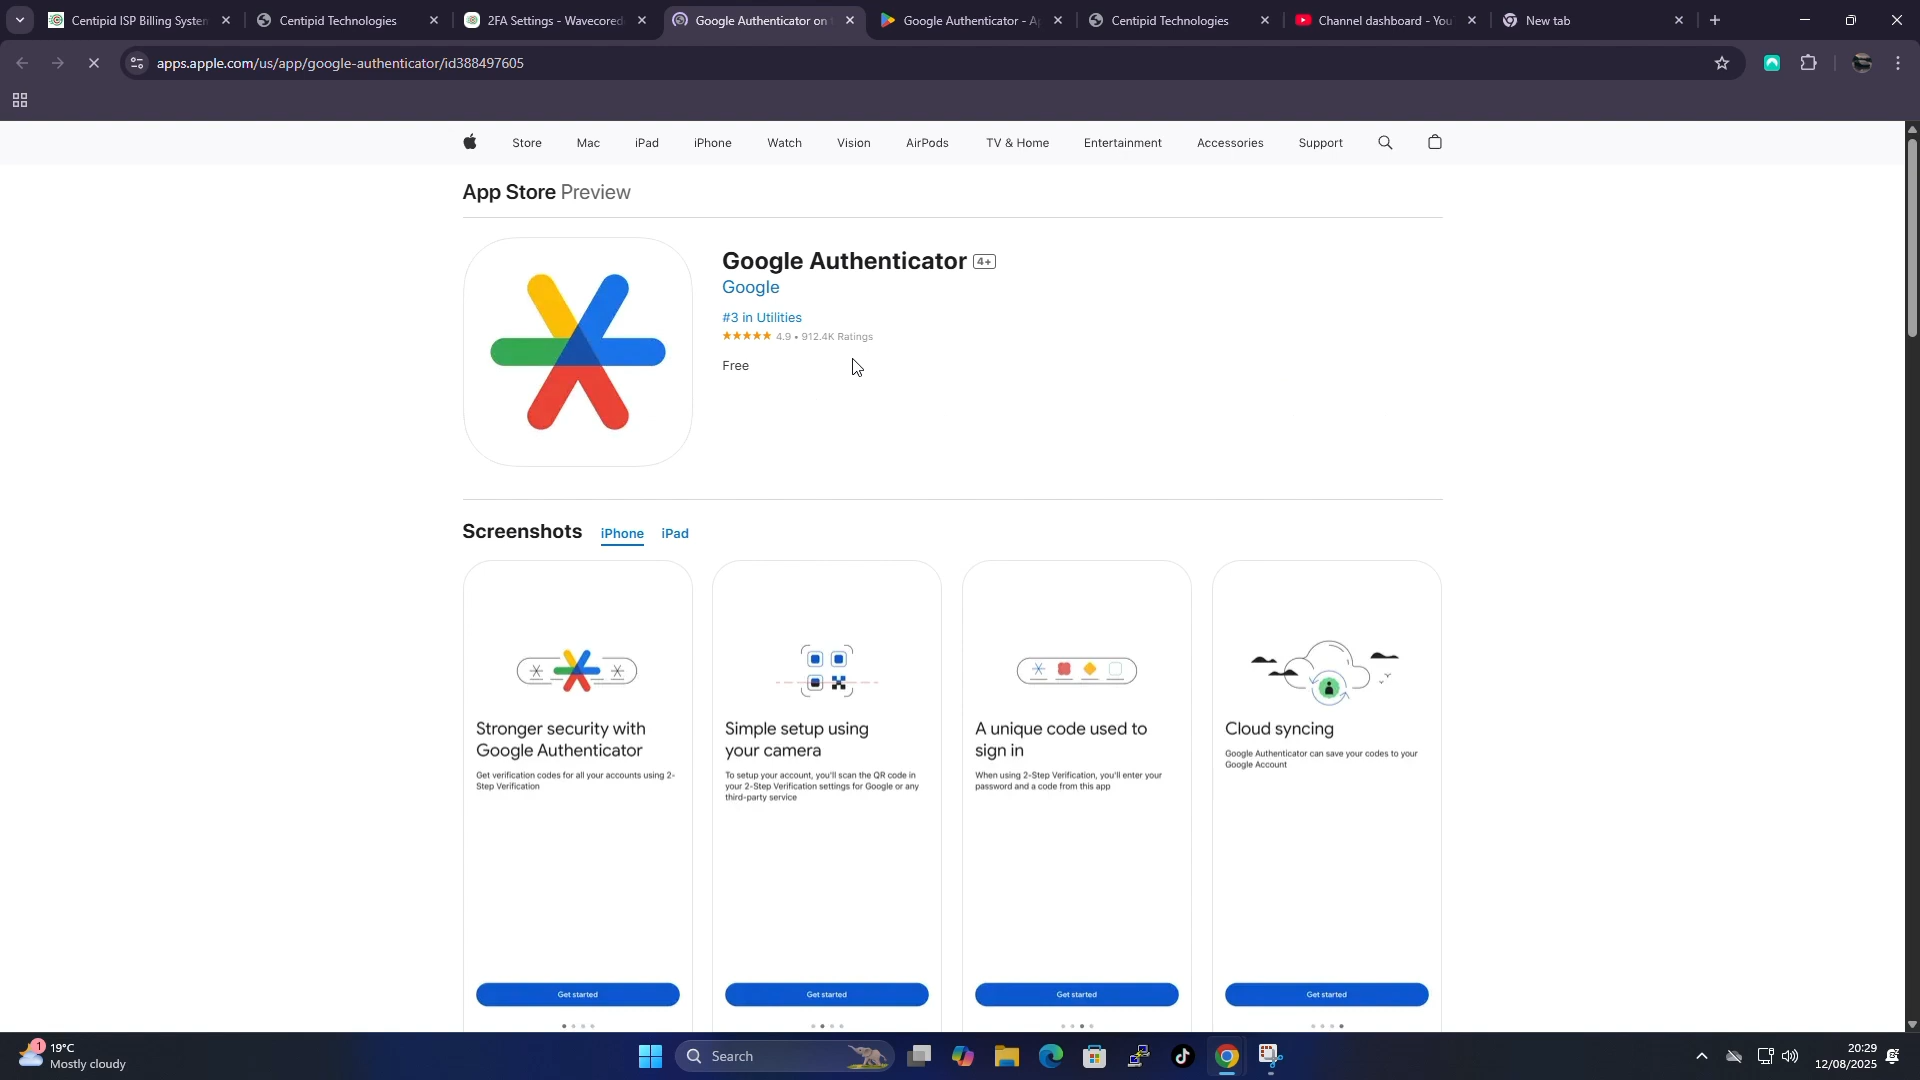 Centipid ISP Billing System
Centipid Technologies
2FA Settings - Wavecored
Google Authenticator on
Google Authenticator - A
Centipid Technologies
Channel dashboard - You
New tab
apps.apple.com/us/app/google-authenticator/id388497605
Store
Mac
iPad
iPhone
Watch
Vision
AirPods
TV & Home
Entertainment
Accessories
Support
App Store Preview
Google Authenticator 4+
Google
#3 in Utilities
★★★★★ 4.9 • 912.4K Ratings
Free
Screenshots iPhone iPad
Stronger security with
Google Authenticator
Get verification codes for all your accounts using 2-
Step Verification
Get started
Simple setup using
your camera
To setup your account, you'll scan the QR code in
your 2-Step Verification settings for Google or any
third-party service
Get started
A unique code used to
sign in
When using 2-Step Verification, you'll enter your
password and a code from this app
Get started
Cloud syncing
Google Authenticator can save your codes to your
Google Account
Get started
1
19°C
Mostly cloudy
Search
20:29
12/08/2025